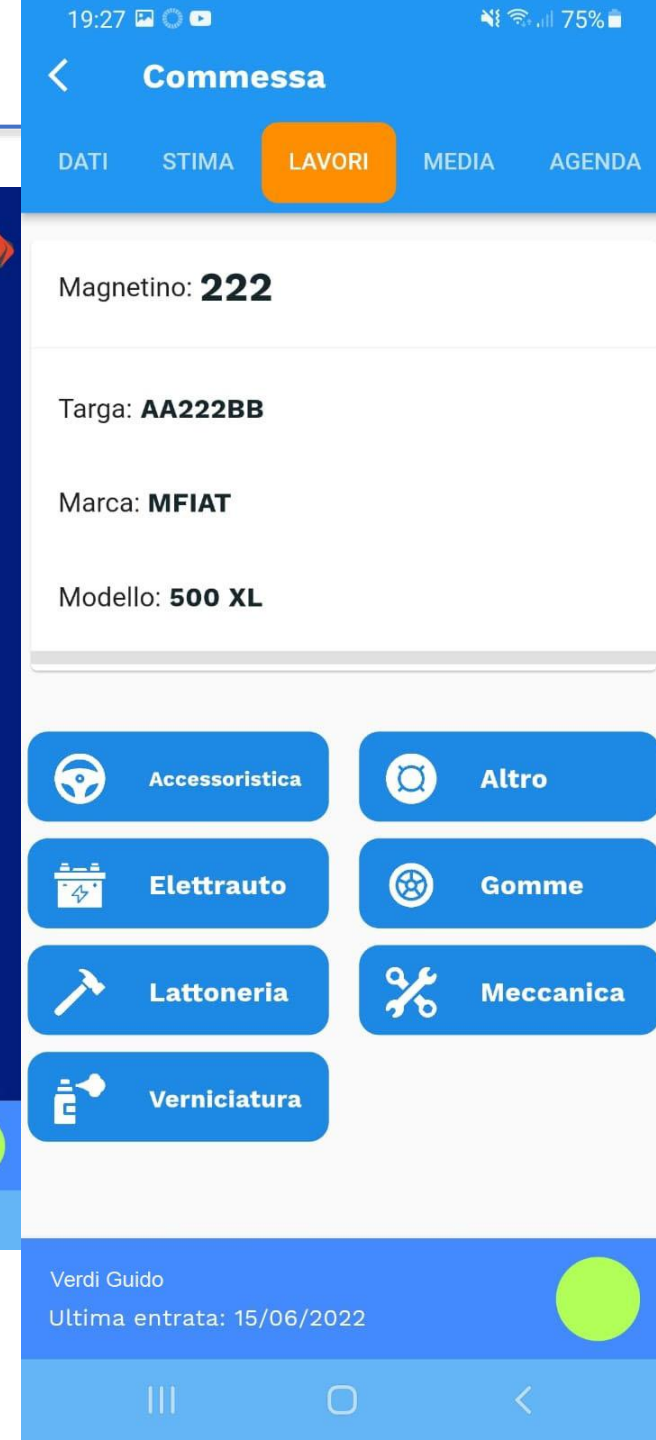 19:27 75%
Commessa
DATI STIMA LAVORI MEDIA AGENDA
Magnetino: 222
Targa: AA222BB
Marca: MFIAT
Modello: 500 XL
Accessoristica Altro
Elettrauto Gomme
Lattoneria Meccanica
Verniciatura
Verdi Guido
Ultima entrata: 15/06/2022